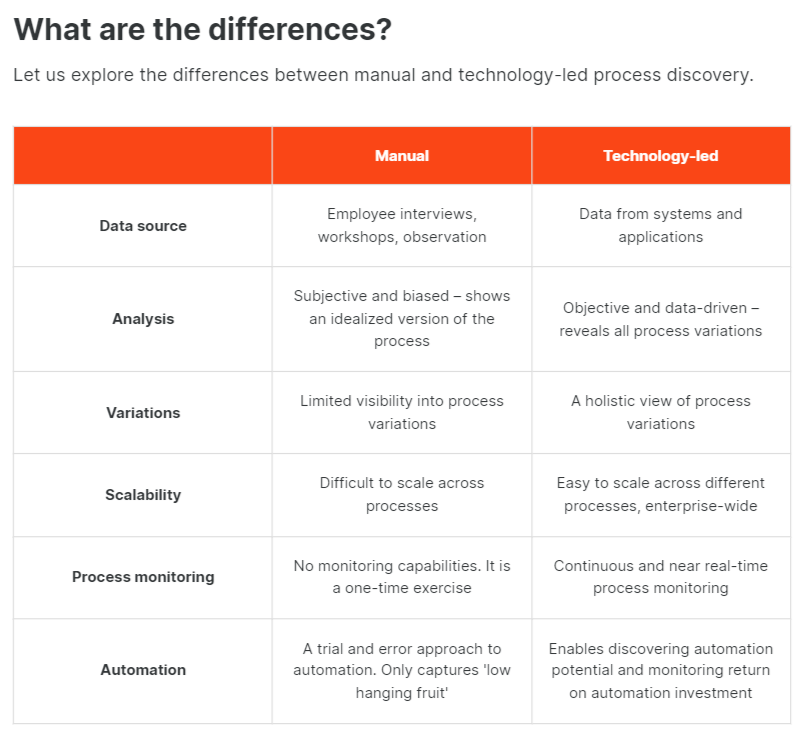 What are the differences?
Let us explore the differences between manual and technology-led process discovery.
Manual
Technology-led
Data source
Employee interviews,
workshops, observation
Data from systems and
applications
Analysis
Subjective and biased – shows
an idealized version of the
process
Objective and data-driven –
reveals all process variations
Variations
Limited visibility into process
variations
A holistic view of process
variations
Scalability
Difficult to scale across
processes
Easy to scale across different
processes, enterprise-wide
Process monitoring
No monitoring capabilities. It is
a one-time exercise
Continuous and near real-time
process monitoring
Automation
A trial and error approach to
automation. Only captures 'low
hanging fruit'
Enables discovering automation
potential and monitoring return
on automation investment